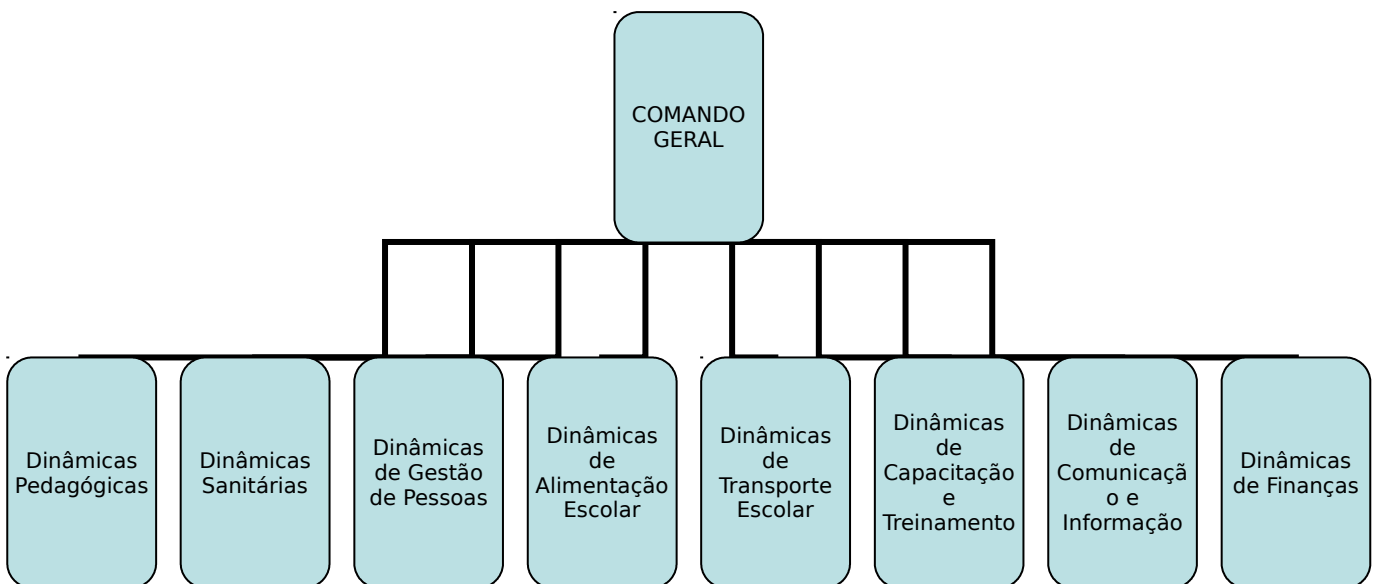 COMANDO
GERAL
Dinâmicas
Pedagógicas
Dinâmicas
Sanitárias
Dinâmicas
de Gestão
de Pessoas
Dinâmicas
de
Alimentação
Escolar
Dinâmicas
de
Transporte
Escolar
Dinâmicas
de
Capacitação
e
Treinamento
Dinâmicas
de
Comunicaçã
o e
Informação
Dinâmicas
de Finanças